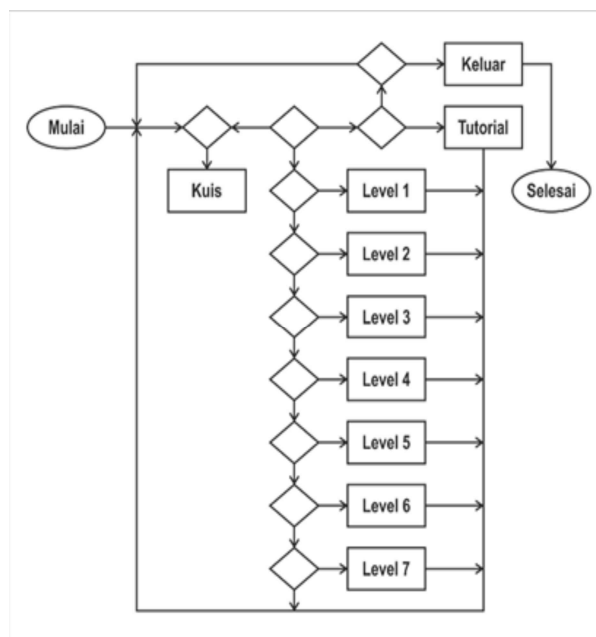 Keluar
Mulai
Tutorial
Kuis
Level 1
Selesai
Level 2
Level 3
Level 4
Level 5
Level 6
Level 7